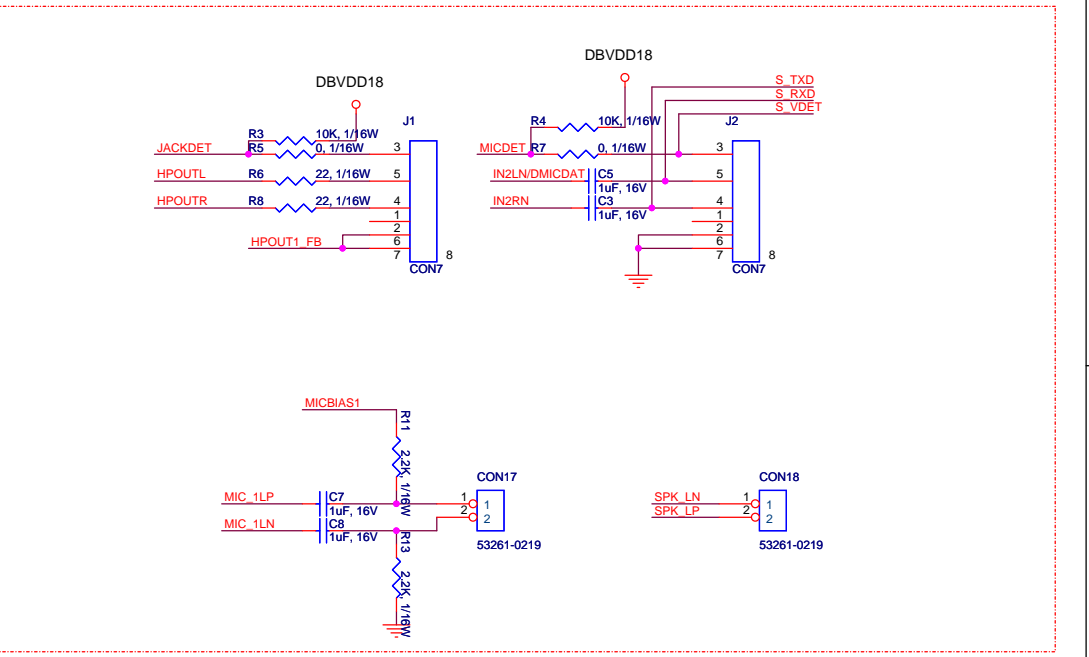 DBVDD18
DBVDD18
S_TXD
S_RXD
S_VDET
J1
R3 10K, 1/16W
JACKDET R5 0, 1/16W 3
HPOUTL R6 22, 1/16W 5
HPOUTR R8 22, 1/16W 4
1
2
HPOUT1_FB 6
7 8
CON7
R4 10K, 1/16W J2
MICDET R7 0, 1/16W 3
IN2LN/DMICDAT C5 5
1uF, 16V
IN2RN C3 4
1uF, 16V 1
2
6
7 8
CON7
MICBIAS1
R11
2.2K, 1/16W
CON17
MIC_1LP C7 1 1
1uF, 16V 2 2
MIC_1LN C8
1uF, 16V
R13
2.2K, 1/16W
53261-0219
CON18
SPK_LN 1 1
SPK_LP 2 2
53261-0219